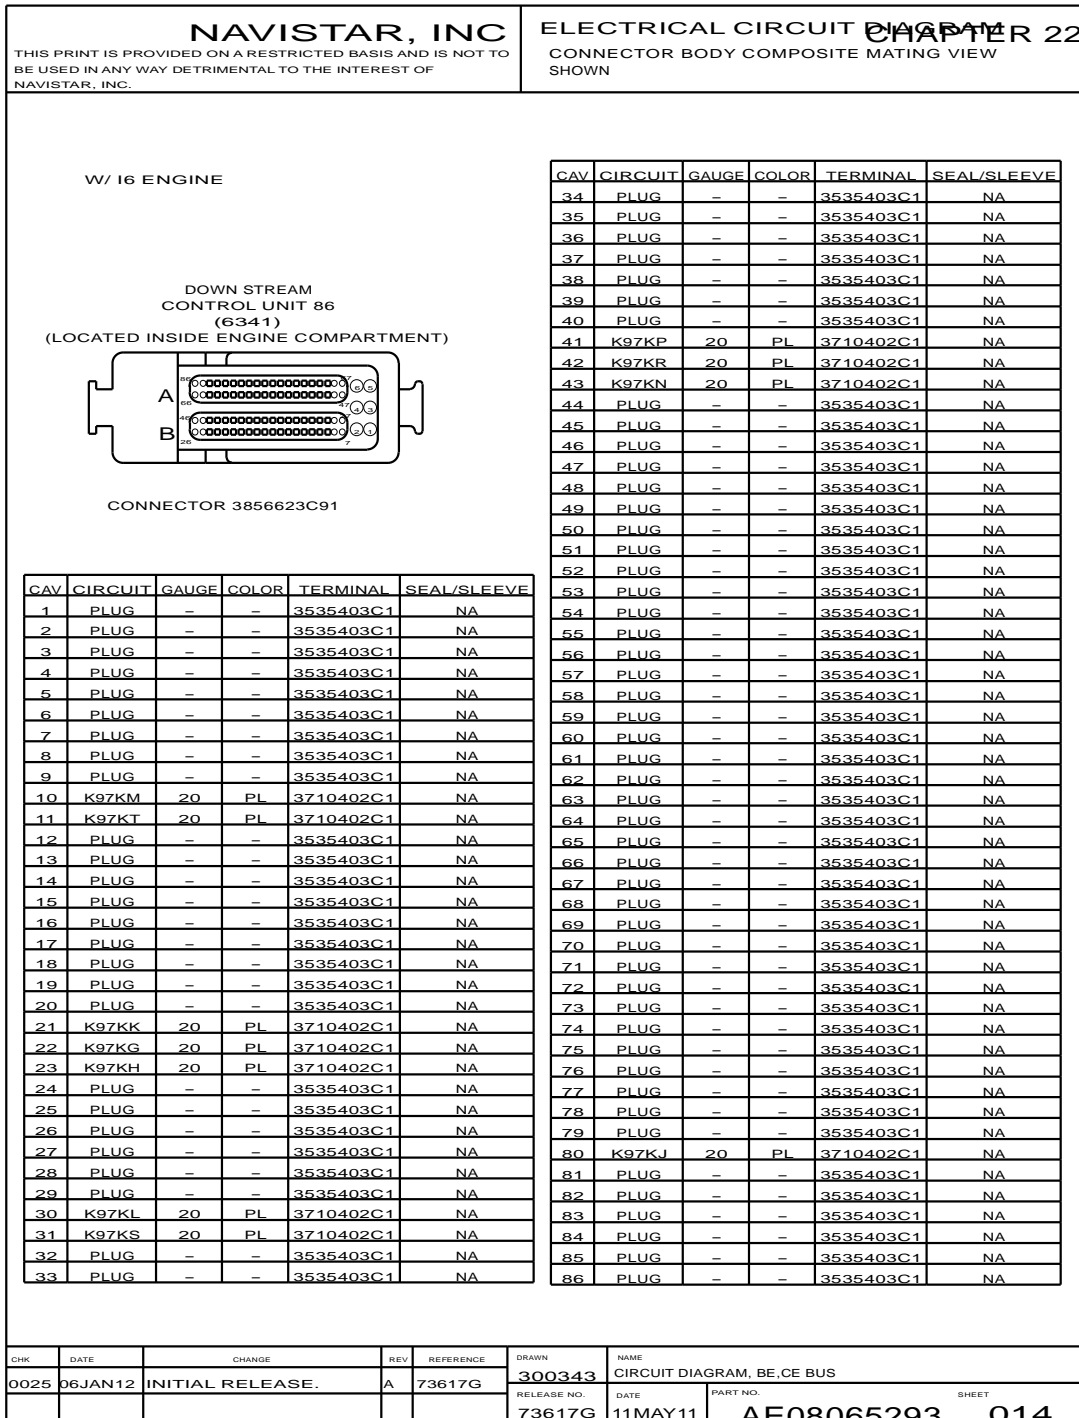 NAVISTAR, INC
THIS PRINT IS PROVIDED ON A RESTRICTED BASIS AND IS NOT TO
BE USED IN ANY WAY DETRIMENTAL TO THE INTEREST OF
NAVISTAR, INC.
ELECTRICAL CIRCUIT DIAGRAM
CHAPTER 22
CONNECTOR BODY COMPOSITE MATING VIEW
SHOWN
W/ I6 ENGINE
DOWN STREAM
CONTROL UNIT 86
(6341)
(LOCATED INSIDE ENGINE COMPARTMENT)
A
B
86
66
46
26
67
47
27
7
6 5
4 3
2 1
CONNECTOR 3856623C91
CAV CIRCUIT GAUGE COLOR TERMINAL SEAL/SLEEVE
1 PLUG – – 3535403C1 NA
2 PLUG – – 3535403C1 NA
3 PLUG – – 3535403C1 NA
4 PLUG – – 3535403C1 NA
5 PLUG – – 3535403C1 NA
6 PLUG – – 3535403C1 NA
7 PLUG – – 3535403C1 NA
8 PLUG – – 3535403C1 NA
9 PLUG – – 3535403C1 NA
10 K97KM 20 PL 3710402C1 NA
11 K97KT 20 PL 3710402C1 NA
12 PLUG – – 3535403C1 NA
13 PLUG – – 3535403C1 NA
14 PLUG – – 3535403C1 NA
15 PLUG – – 3535403C1 NA
16 PLUG – – 3535403C1 NA
17 PLUG – – 3535403C1 NA
18 PLUG – – 3535403C1 NA
19 PLUG – – 3535403C1 NA
20 PLUG – – 3535403C1 NA
21 K97KK 20 PL 3710402C1 NA
22 K97KG 20 PL 3710402C1 NA
23 K97KH 20 PL 3710402C1 NA
24 PLUG – – 3535403C1 NA
25 PLUG – – 3535403C1 NA
26 PLUG – – 3535403C1 NA
27 PLUG – – 3535403C1 NA
28 PLUG – – 3535403C1 NA
29 PLUG – – 3535403C1 NA
30 K97KL 20 PL 3710402C1 NA
31 K97KS 20 PL 3710402C1 NA
32 PLUG – – 3535403C1 NA
33 PLUG – – 3535403C1 NA
CAV CIRCUIT GAUGE COLOR TERMINAL SEAL/SLEEVE
34 PLUG – – 3535403C1 NA
35 PLUG – – 3535403C1 NA
36 PLUG – – 3535403C1 NA
37 PLUG – – 3535403C1 NA
38 PLUG – – 3535403C1 NA
39 PLUG – – 3535403C1 NA
40 PLUG – – 3535403C1 NA
41 K97KP 20 PL 3710402C1 NA
42 K97KR 20 PL 3710402C1 NA
43 K97KN 20 PL 3710402C1 NA
44 PLUG – – 3535403C1 NA
45 PLUG – – 3535403C1 NA
46 PLUG – – 3535403C1 NA
47 PLUG – – 3535403C1 NA
48 PLUG – – 3535403C1 NA
49 PLUG – – 3535403C1 NA
50 PLUG – – 3535403C1 NA
51 PLUG – – 3535403C1 NA
52 PLUG – – 3535403C1 NA
53 PLUG – – 3535403C1 NA
54 PLUG – – 3535403C1 NA
55 PLUG – – 3535403C1 NA
56 PLUG – – 3535403C1 NA
57 PLUG – – 3535403C1 NA
58 PLUG – – 3535403C1 NA
59 PLUG – – 3535403C1 NA
60 PLUG – – 3535403C1 NA
61 PLUG – – 3535403C1 NA
62 PLUG – – 3535403C1 NA
63 PLUG – – 3535403C1 NA
64 PLUG – – 3535403C1 NA
65 PLUG – – 3535403C1 NA
66 PLUG – – 3535403C1 NA
67 PLUG – – 3535403C1 NA
68 PLUG – – 3535403C1 NA
69 PLUG – – 3535403C1 NA
70 PLUG – – 3535403C1 NA
71 PLUG – – 3535403C1 NA
72 PLUG – – 3535403C1 NA
73 PLUG – – 3535403C1 NA
74 PLUG – – 3535403C1 NA
75 PLUG – – 3535403C1 NA
76 PLUG – – 3535403C1 NA
77 PLUG – – 3535403C1 NA
78 PLUG – – 3535403C1 NA
79 PLUG – – 3535403C1 NA
80 K97KJ 20 PL 3710402C1 NA
81 PLUG – – 3535403C1 NA
82 PLUG – – 3535403C1 NA
83 PLUG – – 3535403C1 NA
84 PLUG – – 3535403C1 NA
85 PLUG – – 3535403C1 NA
86 PLUG – – 3535403C1 NA
CHK DATE CHANGE REV REFERENCE
0025 06JAN12 INITIAL RELEASE. A 73617G
DRAWN
300343
NAME
CIRCUIT DIAGRAM, BE,CE BUS
RELEASE NO.
73617G
DATE
11MAY11
PART NO.
AE08065293
SHEET
014